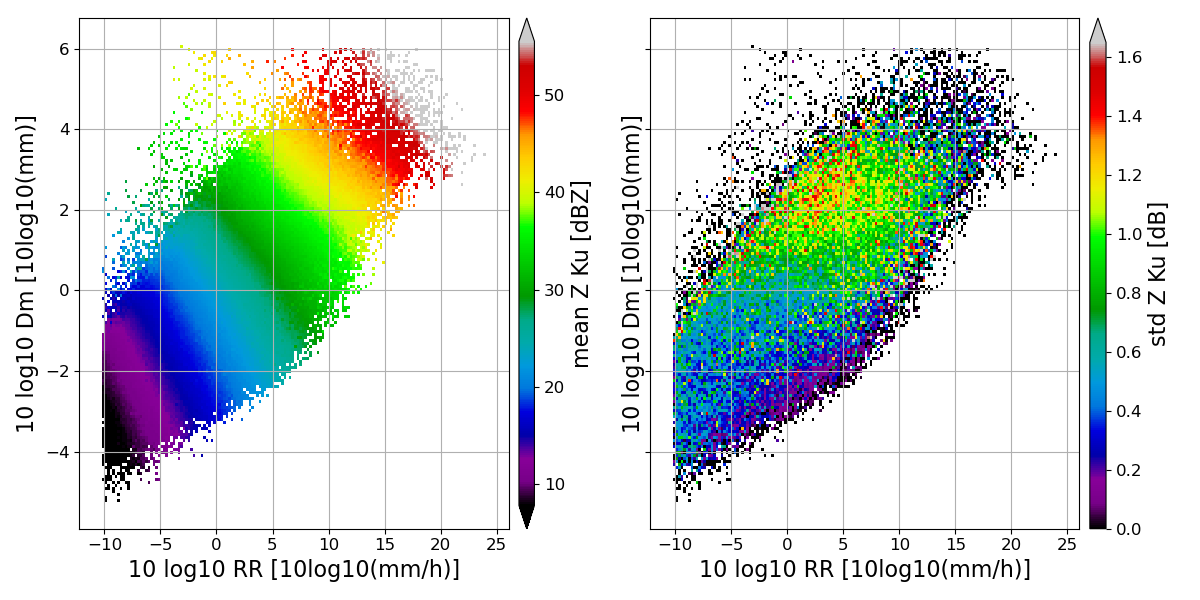 6
4
2
0
−2
−4
−10 −5 0 5 10 15 20 25
10 log10 Dm [10log10(mm)]
10 log10 RR [10log10(mm/h)]
50
40
30
20
10
mean Z Ku [dBZ]
−10 −5 0 5 10 15 20 25
10 log10 Dm [10log10(mm)]
10 log10 RR [10log10(mm/h)]
1.6
1.4
1.2
1.0
0.8
0.6
0.4
0.2
0.0
std Z Ku [dB]